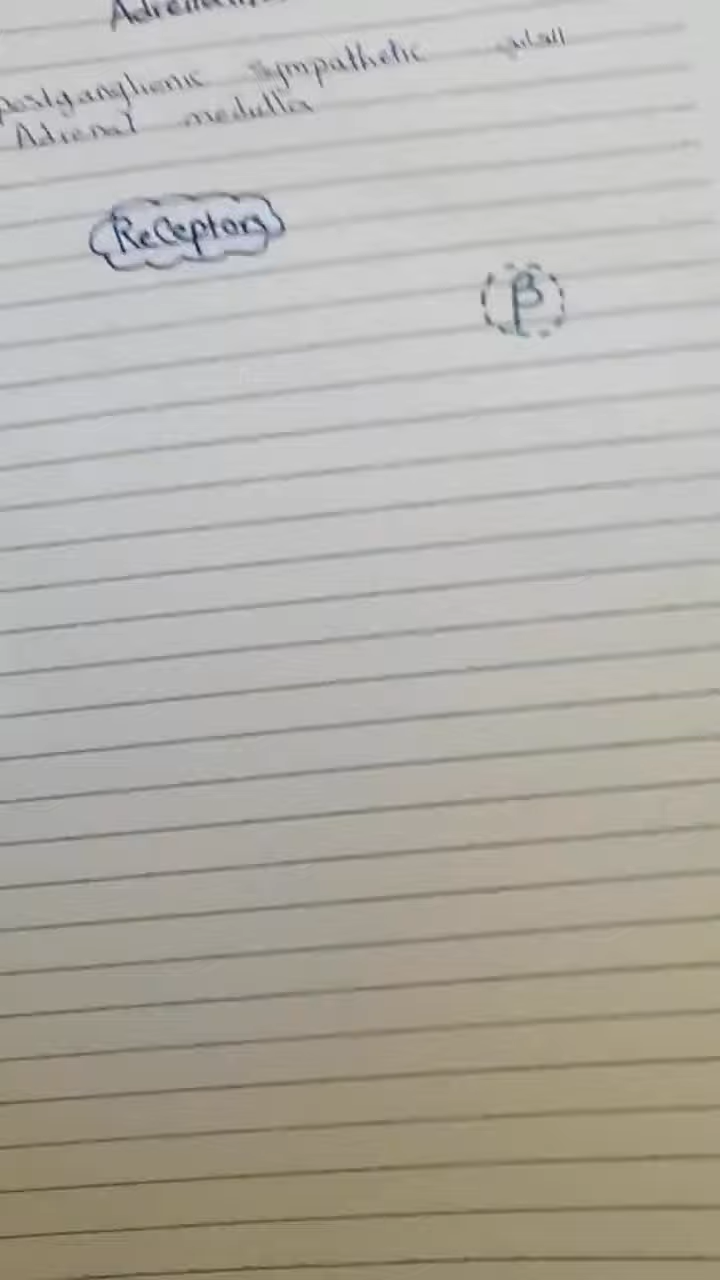 postganglionic sympathetic
Adrenal medulla
Receptors
β